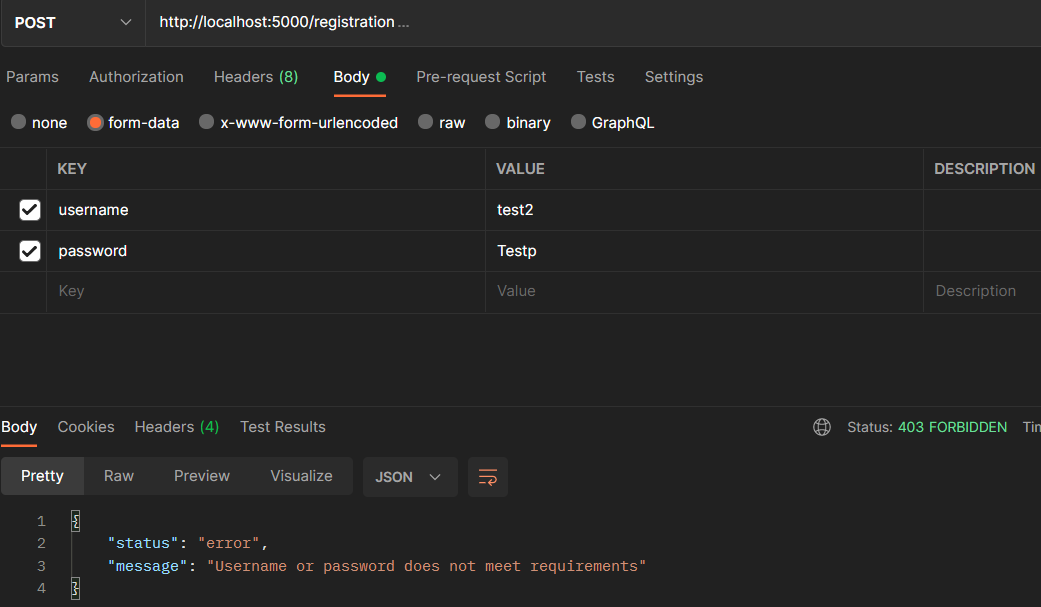 POST http://localhost:5000/registration ...
Params Authorization Headers (8) Body Pre-request Script Tests Settings
none form-data x-www-form-urlencoded raw binary GraphQL
KEY VALUE DESCRIPTION
username test2
password Testp
Key Value Description
Body Cookies Headers (4) Test Results Status: 403 FORBIDDEN
Pretty Raw Preview Visualize JSON
1 {
2 "status": "error",
3 "message": "Username or password does not meet requirements"
4 }